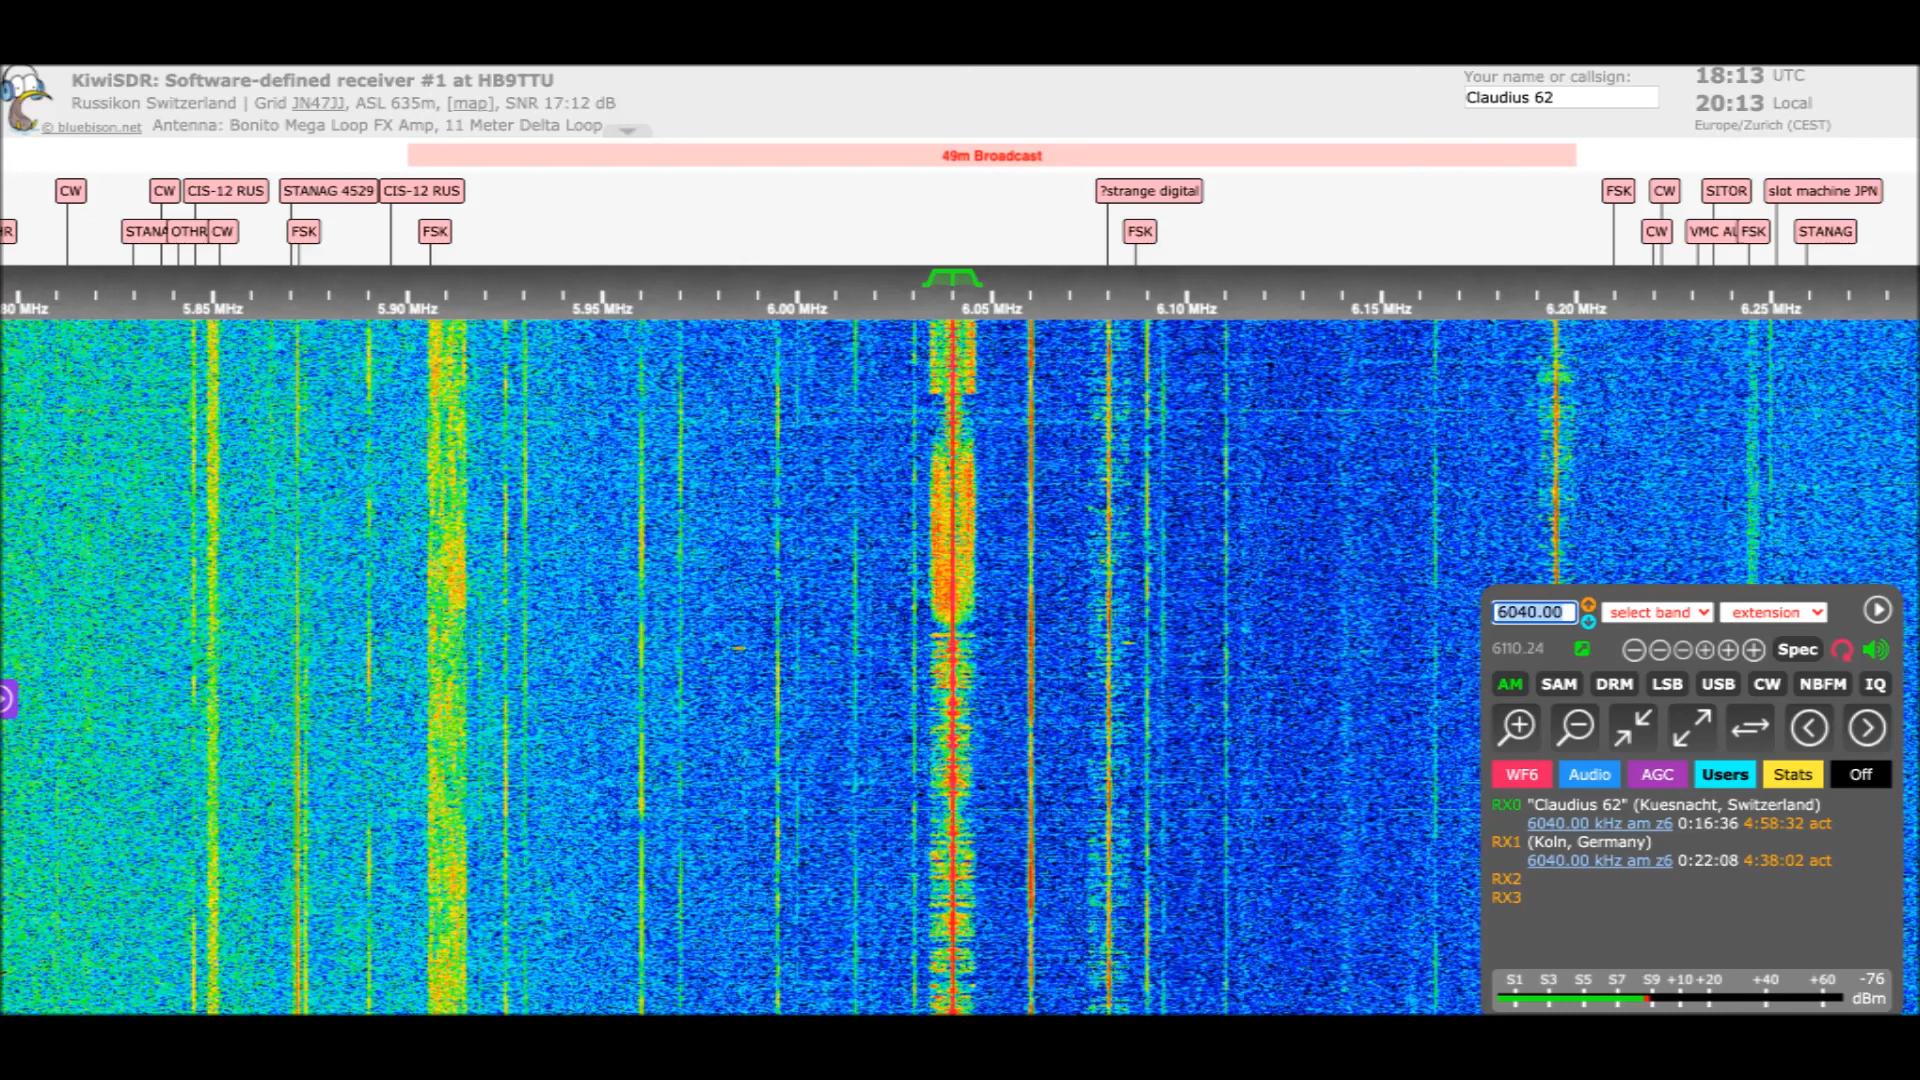 KiwiSDR: Software-defined receiver #1 at HB9TTU
Russikon Switzerland | Grid JN47JJ, ASL 635m, [map], SNR 17:12 dB
© bluebison.net Antenna: Bonito Mega Loop FX Amp, 11 Meter Delta Loop
Your name or callsign:
Claudius 62
18:13 UTC
20:13 Local
Europe/Zurich (CEST)
49m Broadcast
CW CW CIS-12 RUS STANAG 4529 CIS-12 RUS ?strange digital FSK CW SITOR slot machine JPN
HR STANA OTHR CW FSK FSK FSK CW VMC AU FSK STANAG
80 MHz 5.85 MHz 5.90 MHz 5.95 MHz 6.00 MHz 6.05 MHz 6.10 MHz 6.15 MHz 6.20 MHz 6.25 MHz
6040.00 select band extension
6110.24 Spec
AM SAM DRM LSB USB CW NBFM IQ
WF6 Audio AGC Users Stats Off
RX0 "Claudius 62" (Kuesnacht, Switzerland)
6040.00 kHz am z6 0:16:36 4:58:32 act
RX1 (Koln, Germany)
6040.00 kHz am z6 0:22:08 4:38:02 act
RX2
RX3
S1 S3 S5 S7 S9 +10 +20 +40 +60 -76
dBm